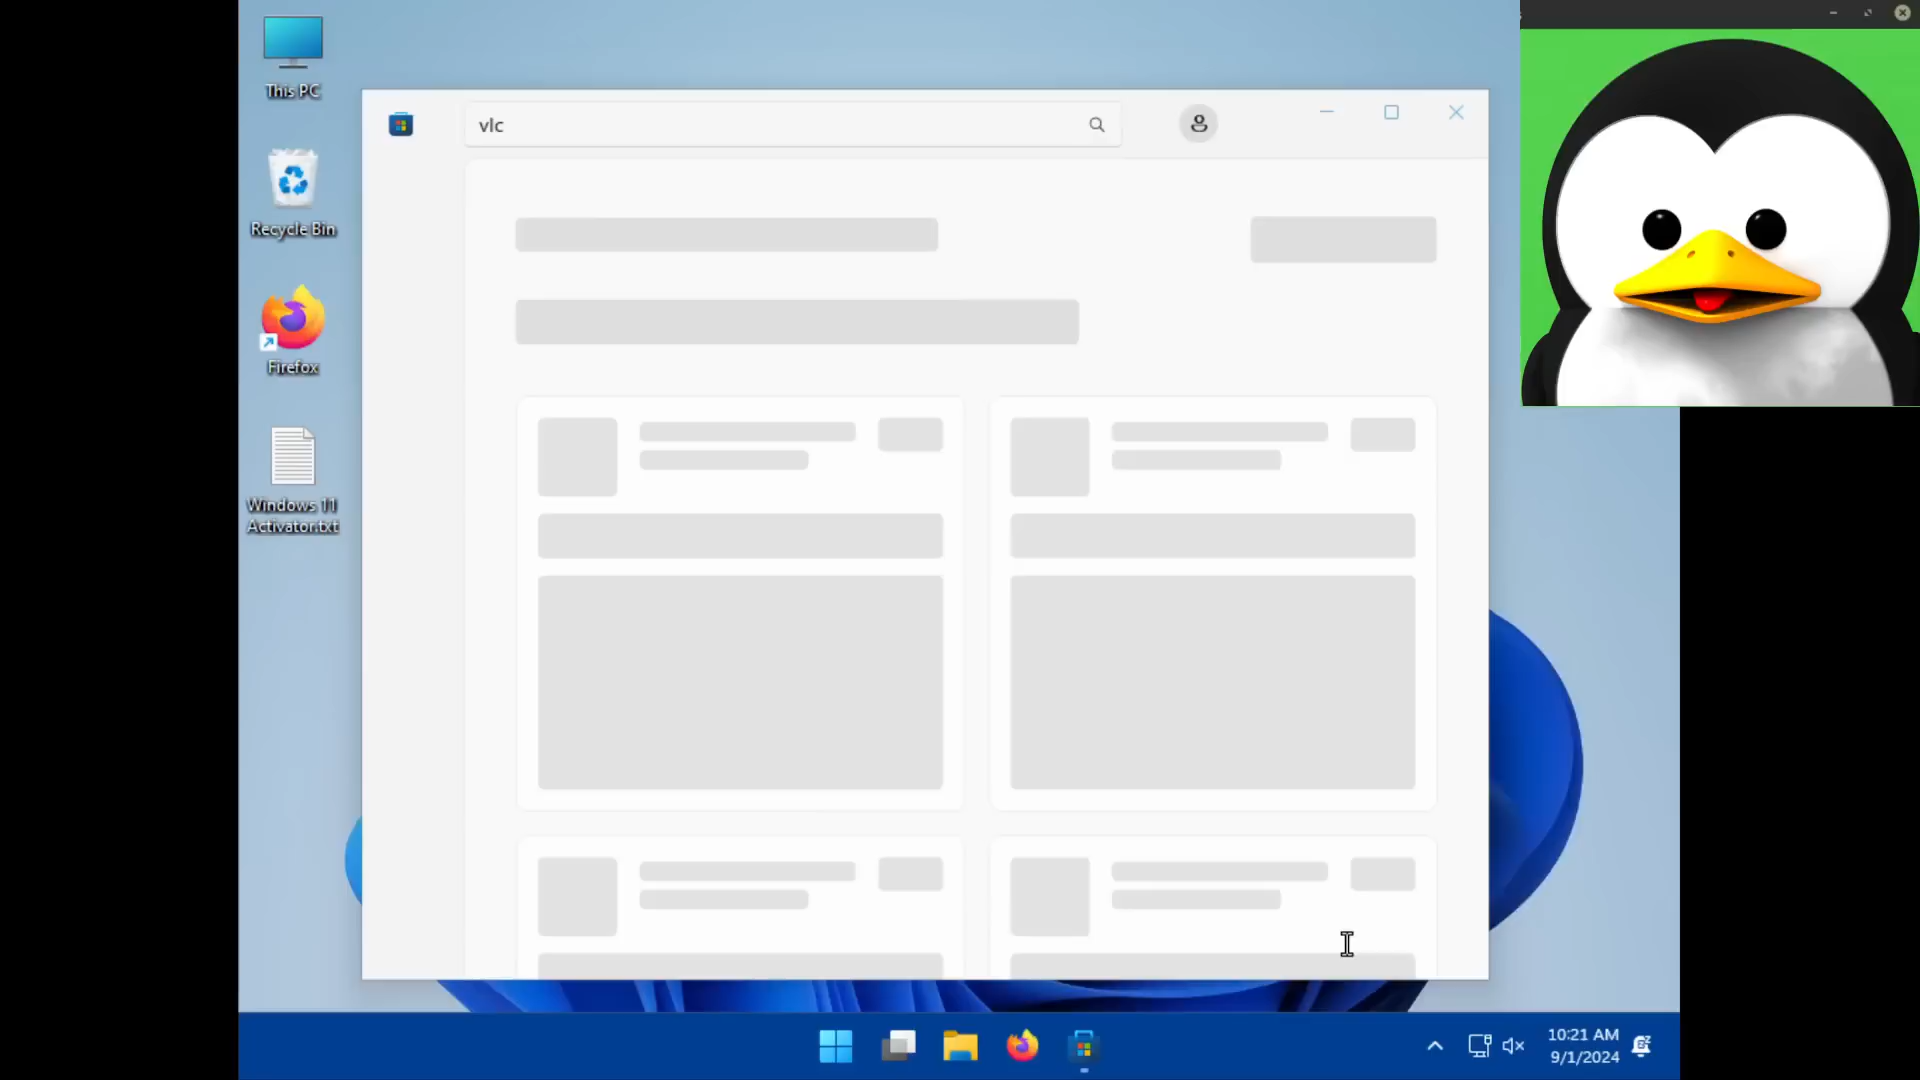 This PC
vlc
Recycle Bin
Firefox
Windows 11
Activator.txt
10:21 AM
9/1/2024